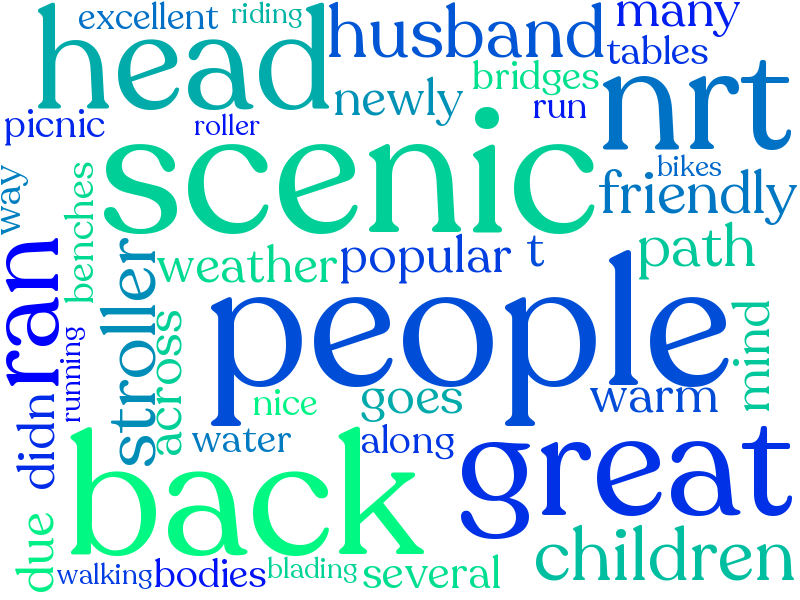 excellent
riding
head
husband
many
tables
bridges
nrt
newly
run
picnic
roller
scenic
bikes
friendly
way
benches
ran
stroller
weather
popular
t
path
people
across
running
mind
didn
nice
goes
warm
water
along
back
great
due
children
walking
bodies
blading
several